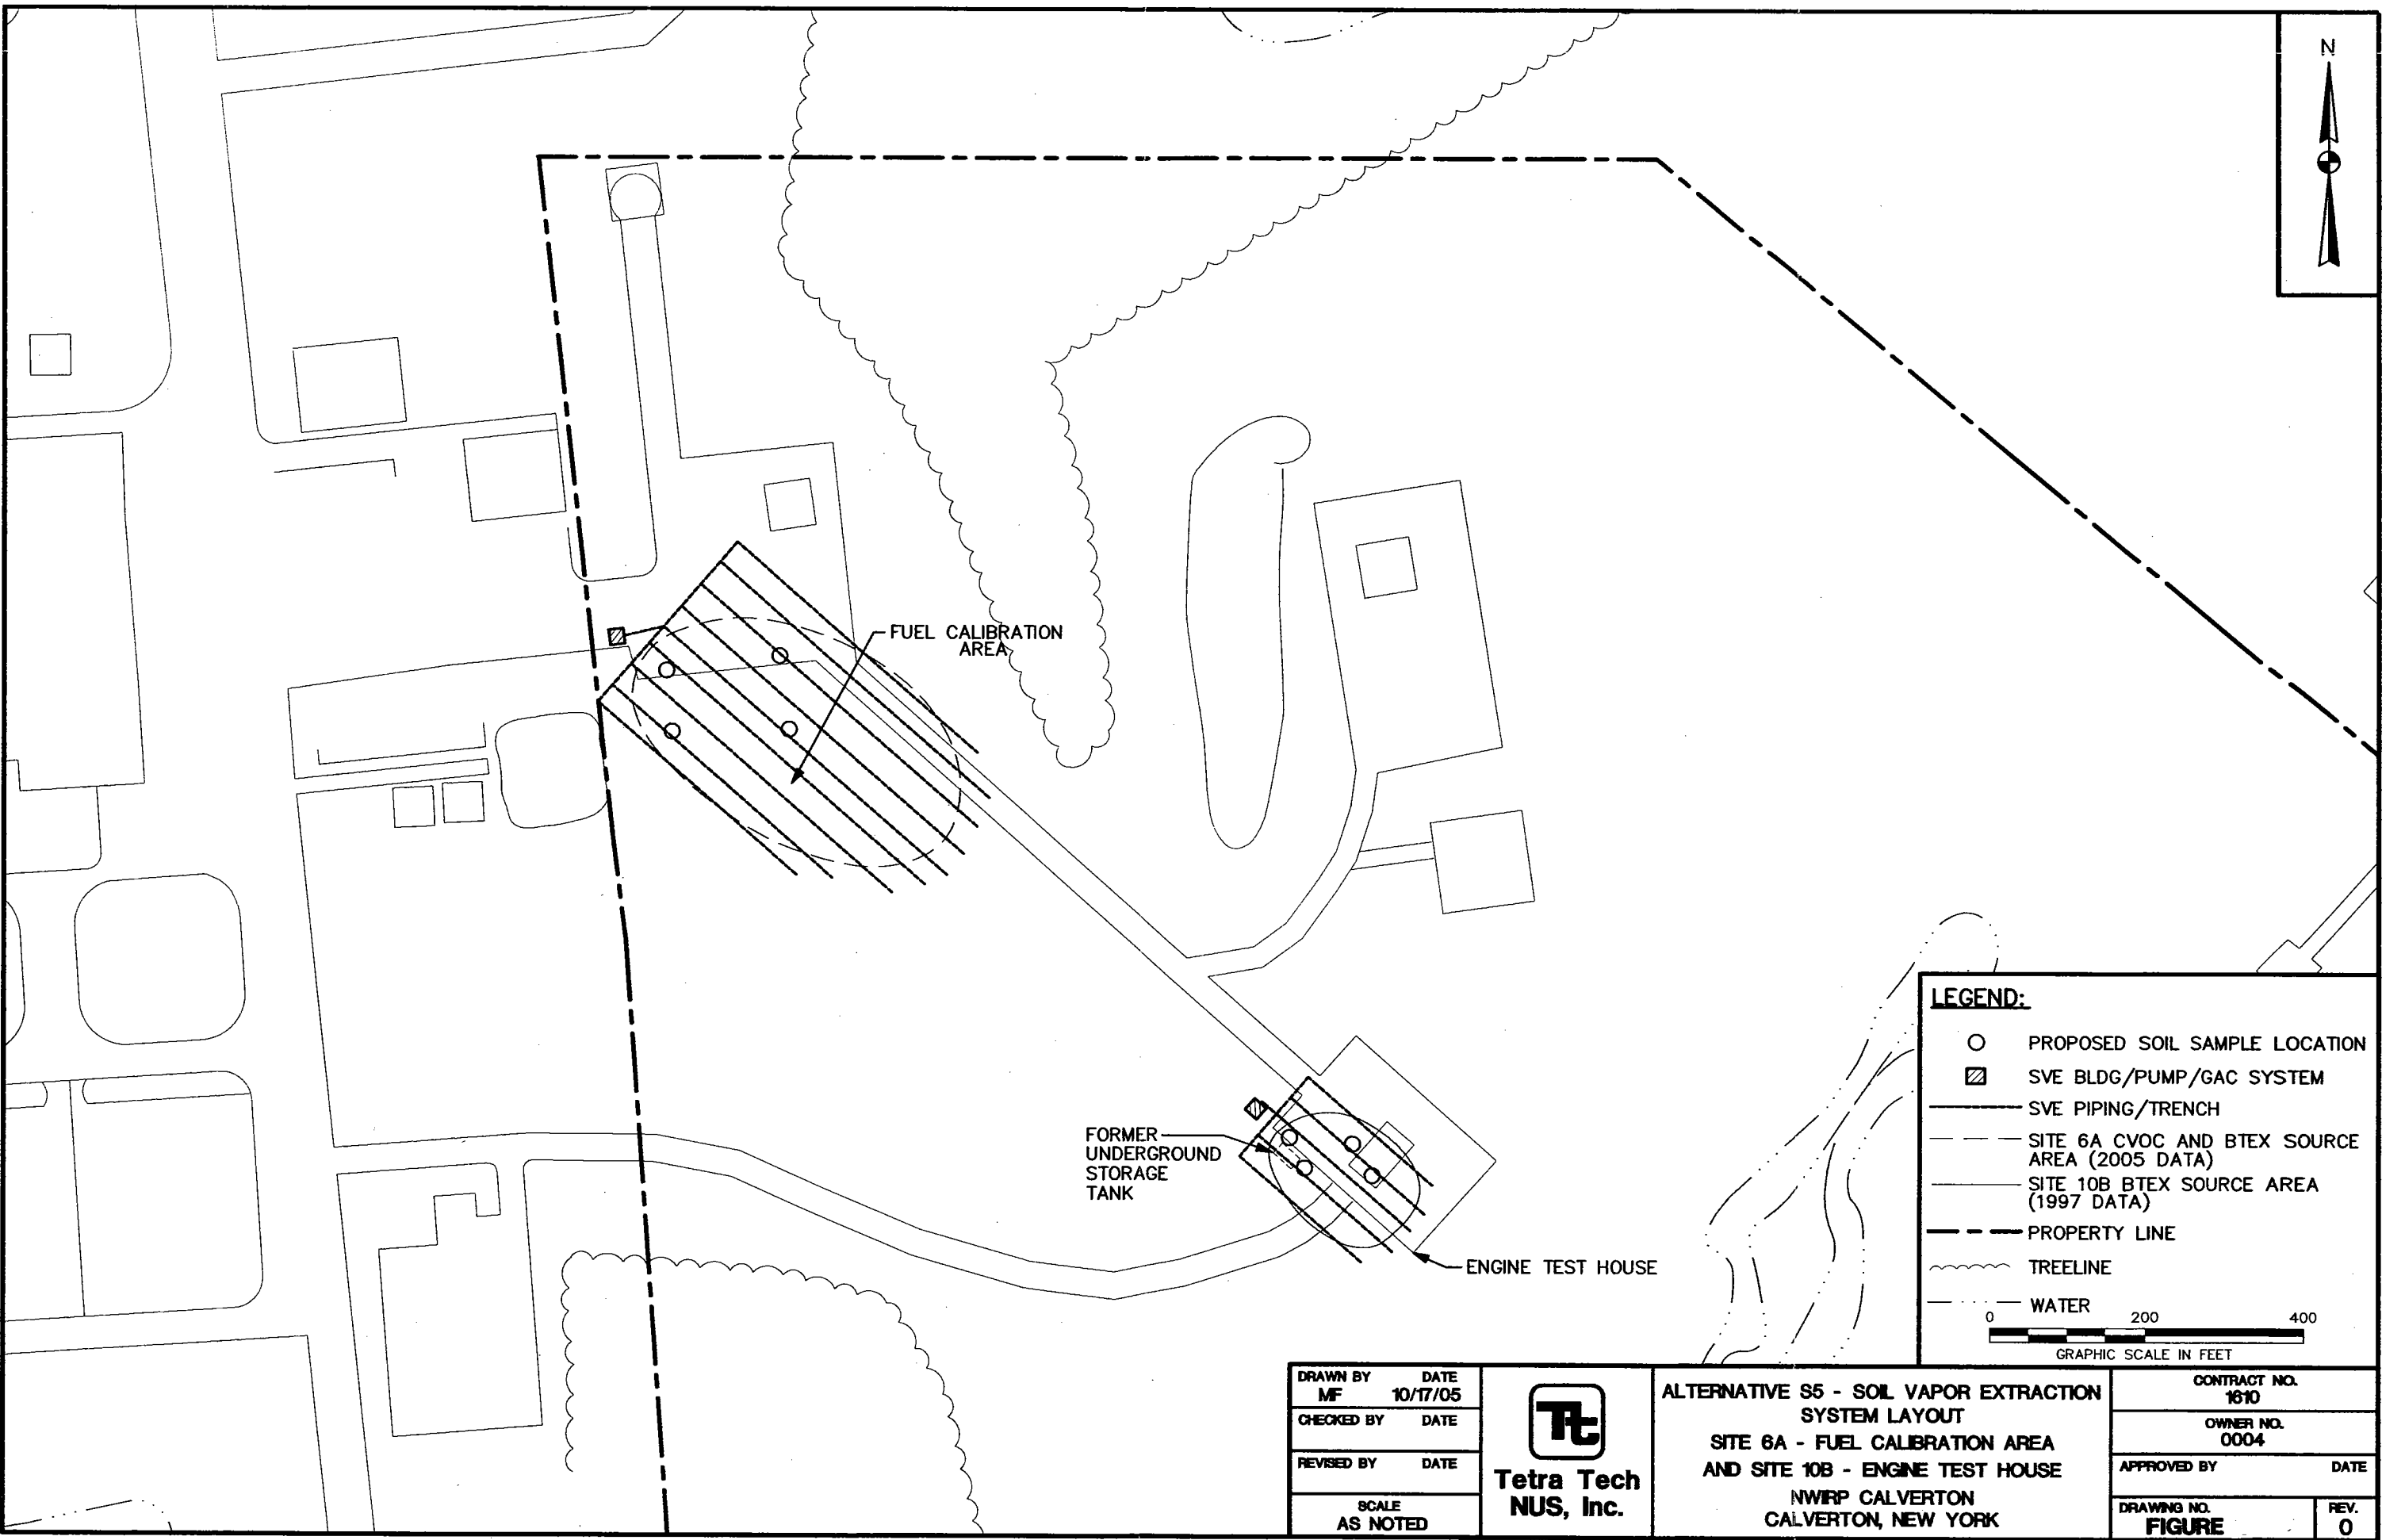 N
FUEL CALIBRATION
AREA
FORMER
UNDERGROUND
STORAGE
TANK
ENGINE TEST HOUSE
LEGEND:
PROPOSED SOIL SAMPLE LOCATION
SVE BLDG/PUMP/GAC SYSTEM
SVE PIPING/TRENCH
SITE 6A CVOC AND BTEX SOURCE
AREA (2005 DATA)
SITE 10B BTEX SOURCE AREA
(1997 DATA)
PROPERTY LINE
TREELINE
WATER
0 200 400
GRAPHIC SCALE IN FEET
DRAWN BY DATE
MF 10/17/05
CHECKED BY DATE
REVISED BY DATE
SCALE
AS NOTED
Tt
Tetra Tech
NUS, Inc.
ALTERNATIVE S5 - SOIL VAPOR EXTRACTION
SYSTEM LAYOUT
SITE 6A - FUEL CALIBRATION AREA
AND SITE 10B - ENGINE TEST HOUSE
NWIRP CALVERTON
CALVERTON, NEW YORK
CONTRACT NO.
1610
OWNER NO.
0004
APPROVED BY DATE
DRAWING NO.
FIGURE
REV.
0